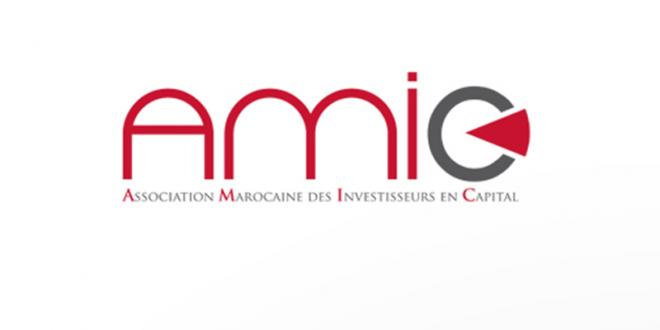 AMIC
Association Marocaine des Investisseurs en Capital